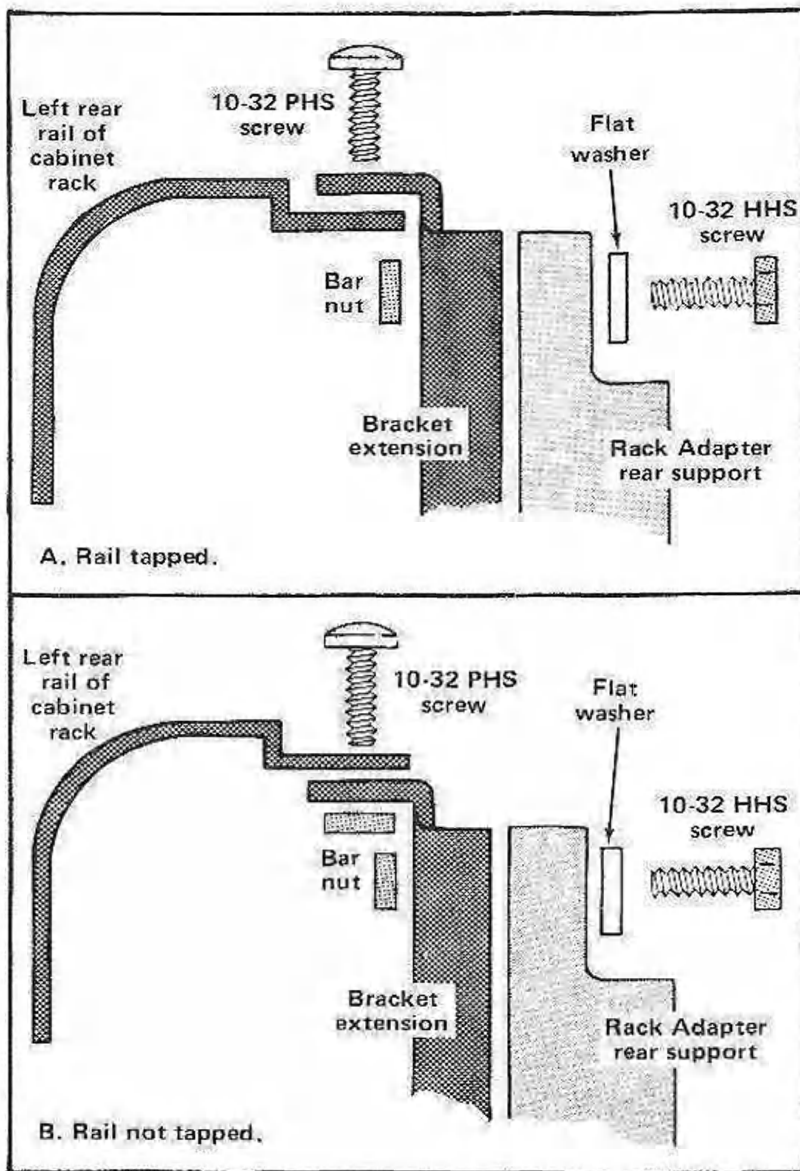 Left rear
rail of
cabinet
rack
10-32 PHS
screw
Flat
washer
10-32 HHS
screw
Bar
nut
Bracket
extension
Rack Adapter
rear support
A. Rail tapped.
Left rear
rail of
cabinet
rack
10-32 PHS
screw
Flat
washer
10-32 HHS
screw
Bar
nut
Bracket
extension
Rack Adapter
rear support
B. Rail not tapped.